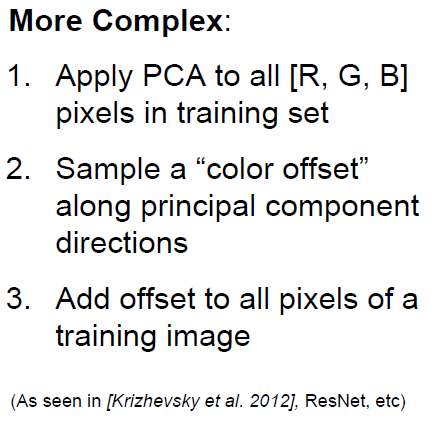 More Complex:
1. Apply PCA to all [R, G, B]
pixels in training set
2. Sample a “color offset”
along principal component
directions
3. Add offset to all pixels of a
training image
(As seen in [Krizhevsky et al. 2012], ResNet, etc)